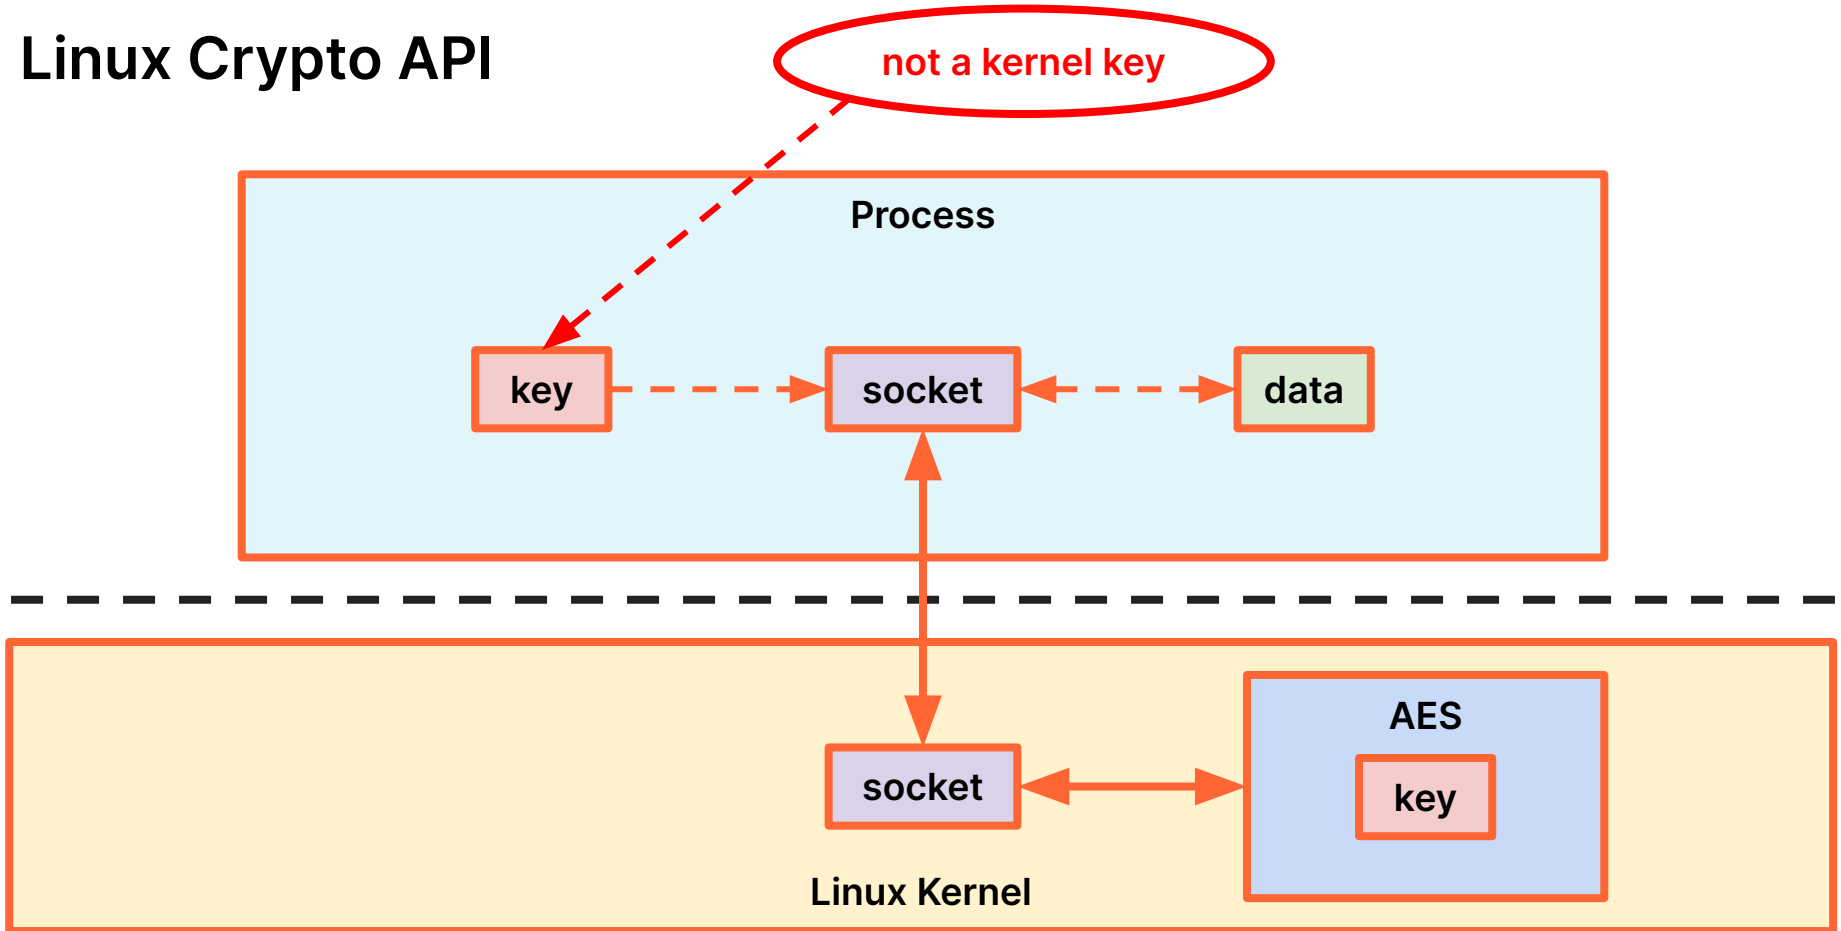 Linux Crypto API
not a kernel key
Process
key
socket
data
AES
socket
key
Linux Kernel